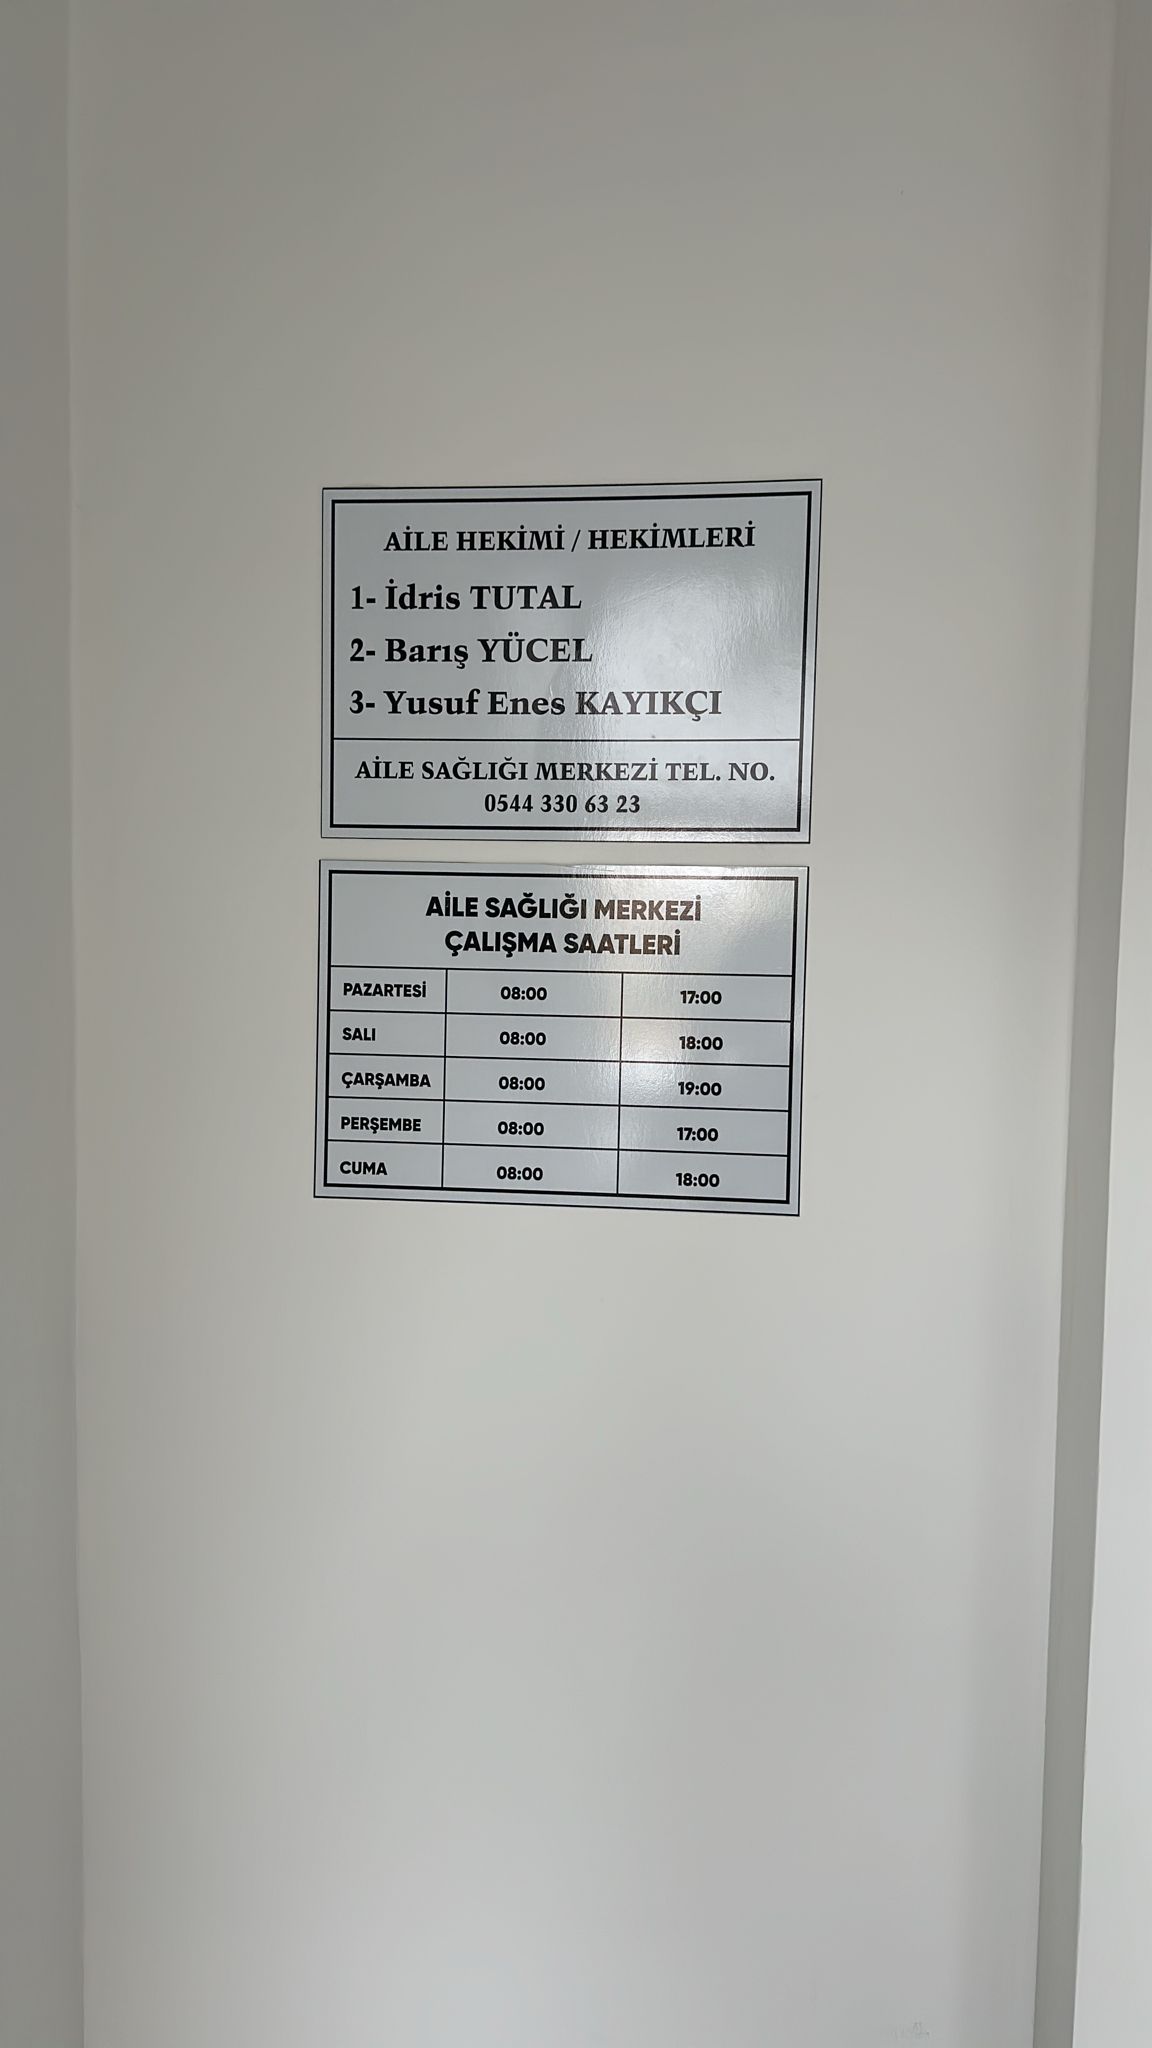 AİLE HEKİMİ / HEKİMLERİ
1- İdris TUTAL
2- Barış YÜCEL
3- Yusuf Enes KAYIKÇI
AİLE SAĞLIĞI MERKEZİ TEL. NO.
0544 330 63 23
AİLE SAĞLIĞI MERKEZİ
ÇALIŞMA SAATLERİ
PAZARTESİ 08:00 17:00
SALI 08:00 18:00
ÇARŞAMBA 08:00 19:00
PERŞEMBE 08:00 17:00
CUMA 08:00 18:00